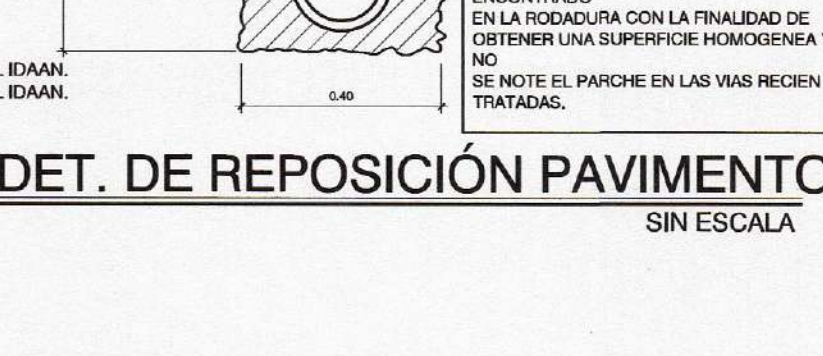 ENCONTRADO
EN LA RODADURA CON LA FINALIDAD DE
OBTENER UNA SUPERFICIE HOMOGENEA Y
NO
SE NOTE EL PARCHE EN LAS VIAS RECIEN
TRATADAS.
IDAAN.
IDAAN.
0.40
DET. DE REPOSICIÓN PAVIMENTO
SIN ESCALA